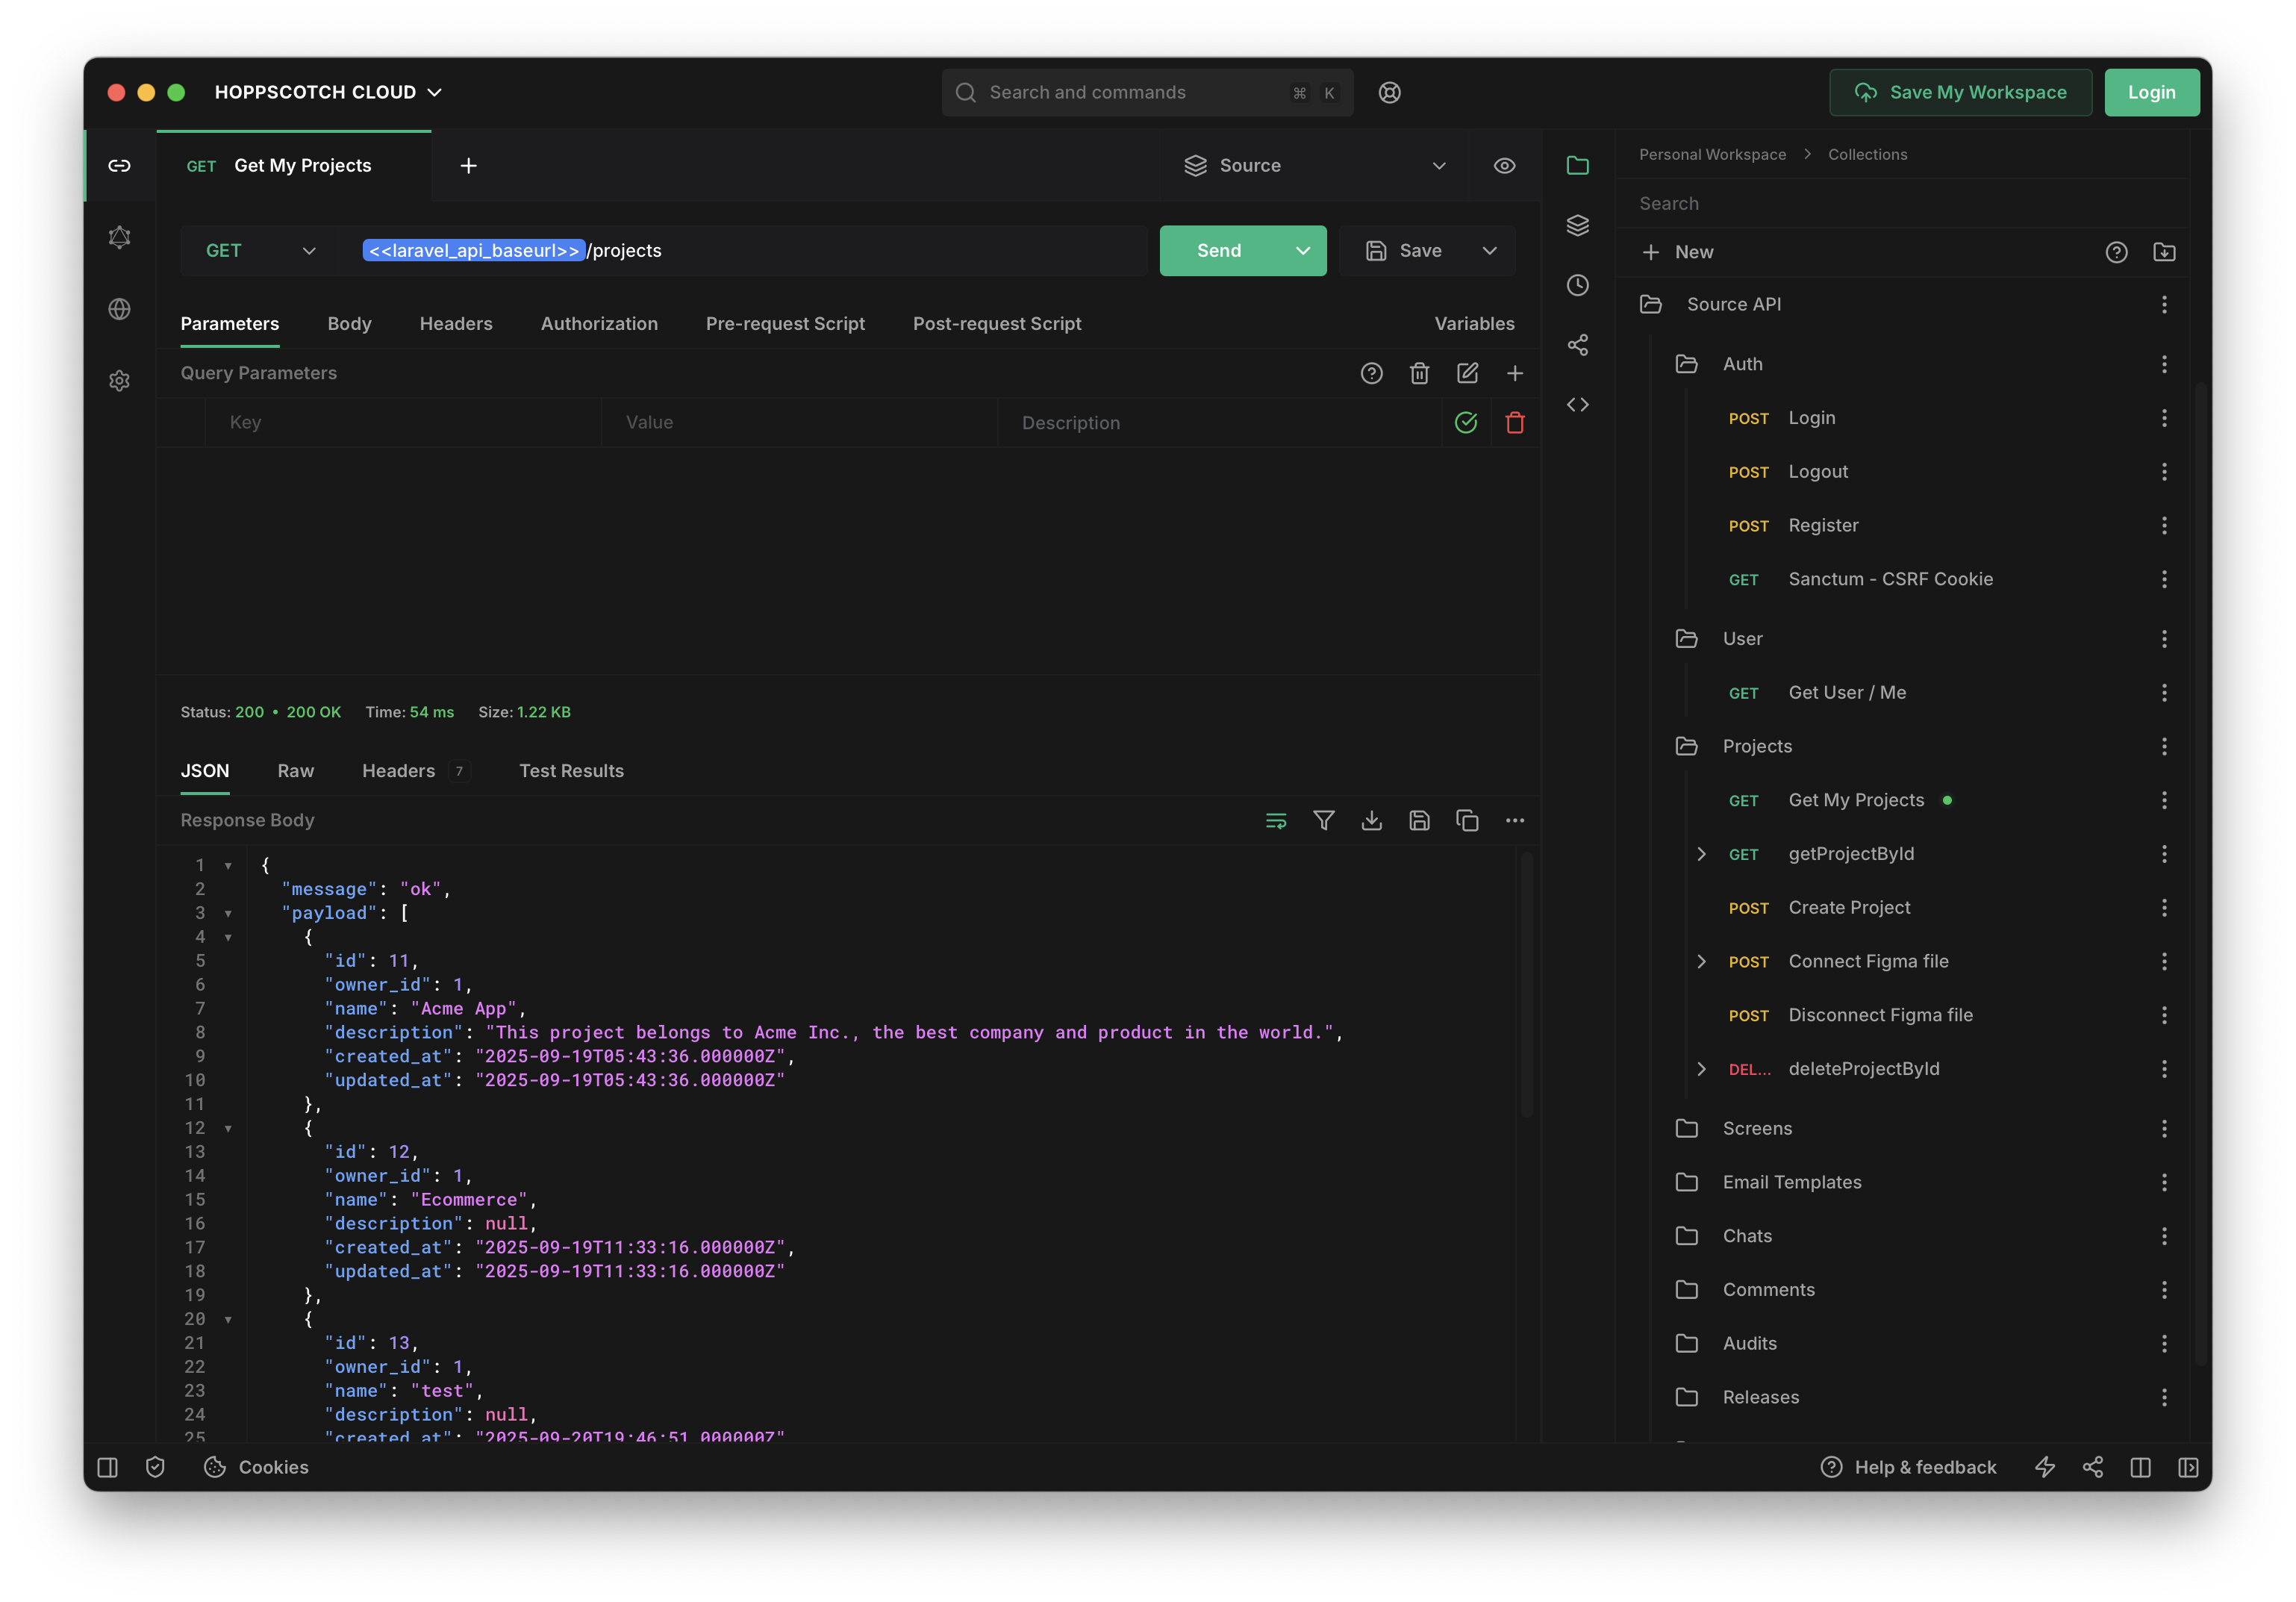 HOPPSCOTCH CLOUD
Search and commands ⌘ K
Save My Workspace
Login
GET Get My Projects
Source
GET
<<laravel_api_baseurl>>/projects
Send
Save
Parameters Body Headers Authorization Pre-request Script Post-request Script Variables
Query Parameters
Key Value Description
Status: 200 • 200 OK Time: 54 ms Size: 1.22 KB
JSON Raw Headers 7 Test Results
Response Body
1 {
2 "message": "ok",
3 "payload": [
4 {
5 "id": 11,
6 "owner_id": 1,
7 "name": "Acme App",
8 "description": "This project belongs to Acme Inc., the best company and product in the world.",
9 "created_at": "2025-09-19T05:43:36.000000Z",
10 "updated_at": "2025-09-19T05:43:36.000000Z"
11 },
12 {
13 "id": 12,
14 "owner_id": 1,
15 "name": "Ecommerce",
16 "description": null,
17 "created_at": "2025-09-19T11:33:16.000000Z",
18 "updated_at": "2025-09-19T11:33:16.000000Z"
19 },
20 {
21 "id": 13,
22 "owner_id": 1,
23 "name": "test",
24 "description": null,
25 "created_at": "2025-09-20T19:46:51.000000Z"
Personal Workspace > Collections
Search
New
Source API
Auth
POST Login
POST Logout
POST Register
GET Sanctum - CSRF Cookie
User
GET Get User / Me
Projects
GET Get My Projects
GET getProjectById
POST Create Project
POST Connect Figma file
POST Disconnect Figma file
DEL... deleteProjectById
Screens
Email Templates
Chats
Comments
Audits
Releases
Cookies
Help & feedback